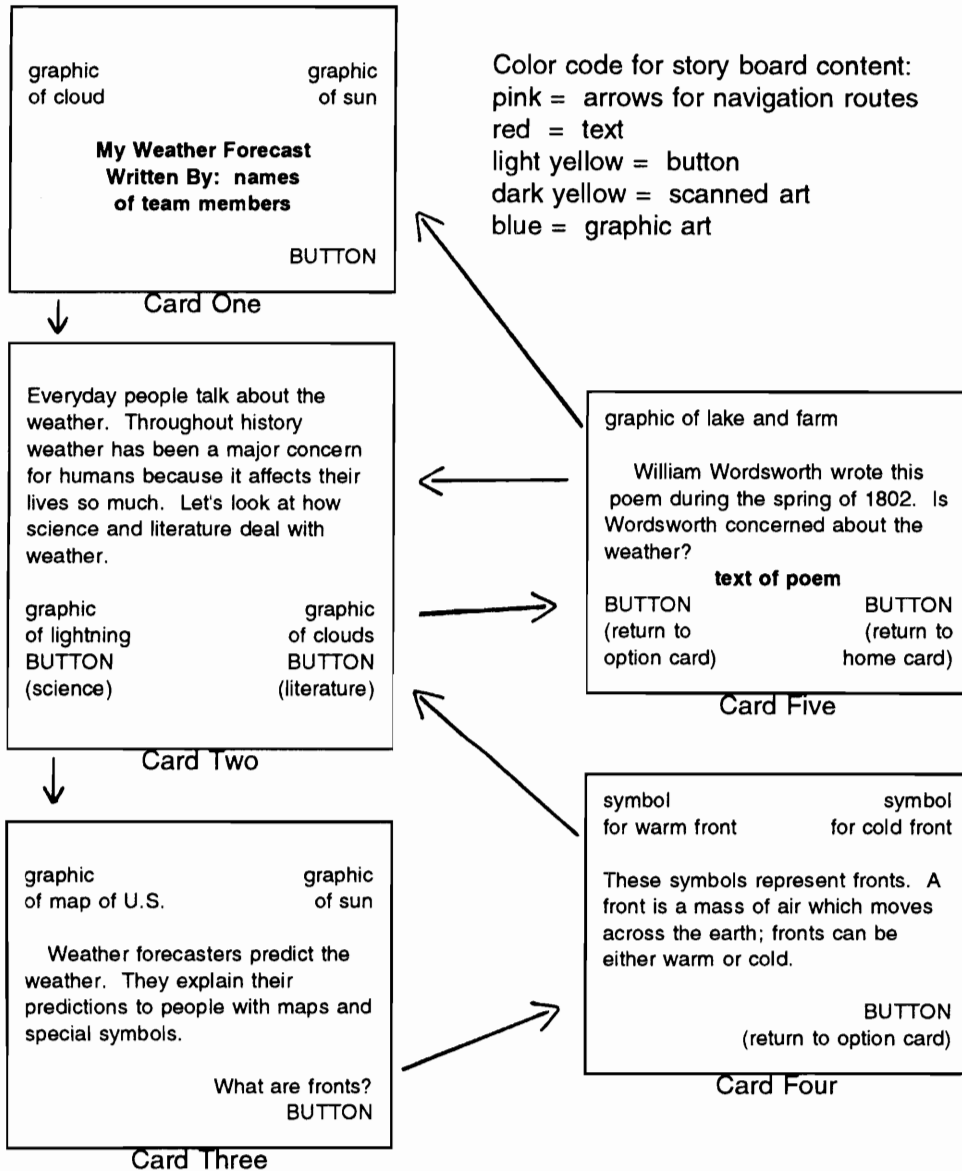 graphic graphic
of cloud of sun
My Weather Forecast
Written By: names
of team members
BUTTON
Card One
Color code for story board content:
pink = arrows for navigation routes
red = text
light yellow = button
dark yellow = scanned art
blue = graphic art
Everyday people talk about the
weather. Throughout history
weather has been a major concern
for humans because it affects their
lives so much. Let's look at how
science and literature deal with
weather.
graphic graphic
of lightning of clouds
BUTTON BUTTON
(science) (literature)
Card Two
graphic graphic
of map of U.S. of sun
Weather forecasters predict the
weather. They explain their
predictions to people with maps and
special symbols.
What are fronts?
BUTTON
Card Three
graphic of lake and farm
William Wordsworth wrote this
poem during the spring of 1802. Is
Wordsworth concerned about the
weather?
text of poem
BUTTON BUTTON
(return to (return to
option card) home card)
Card Five
symbol symbol
for warm front for cold front
These symbols represent fronts. A
front is a mass of air which moves
across the earth; fronts can be
either warm or cold.
BUTTON
(return to option card)
Card Four